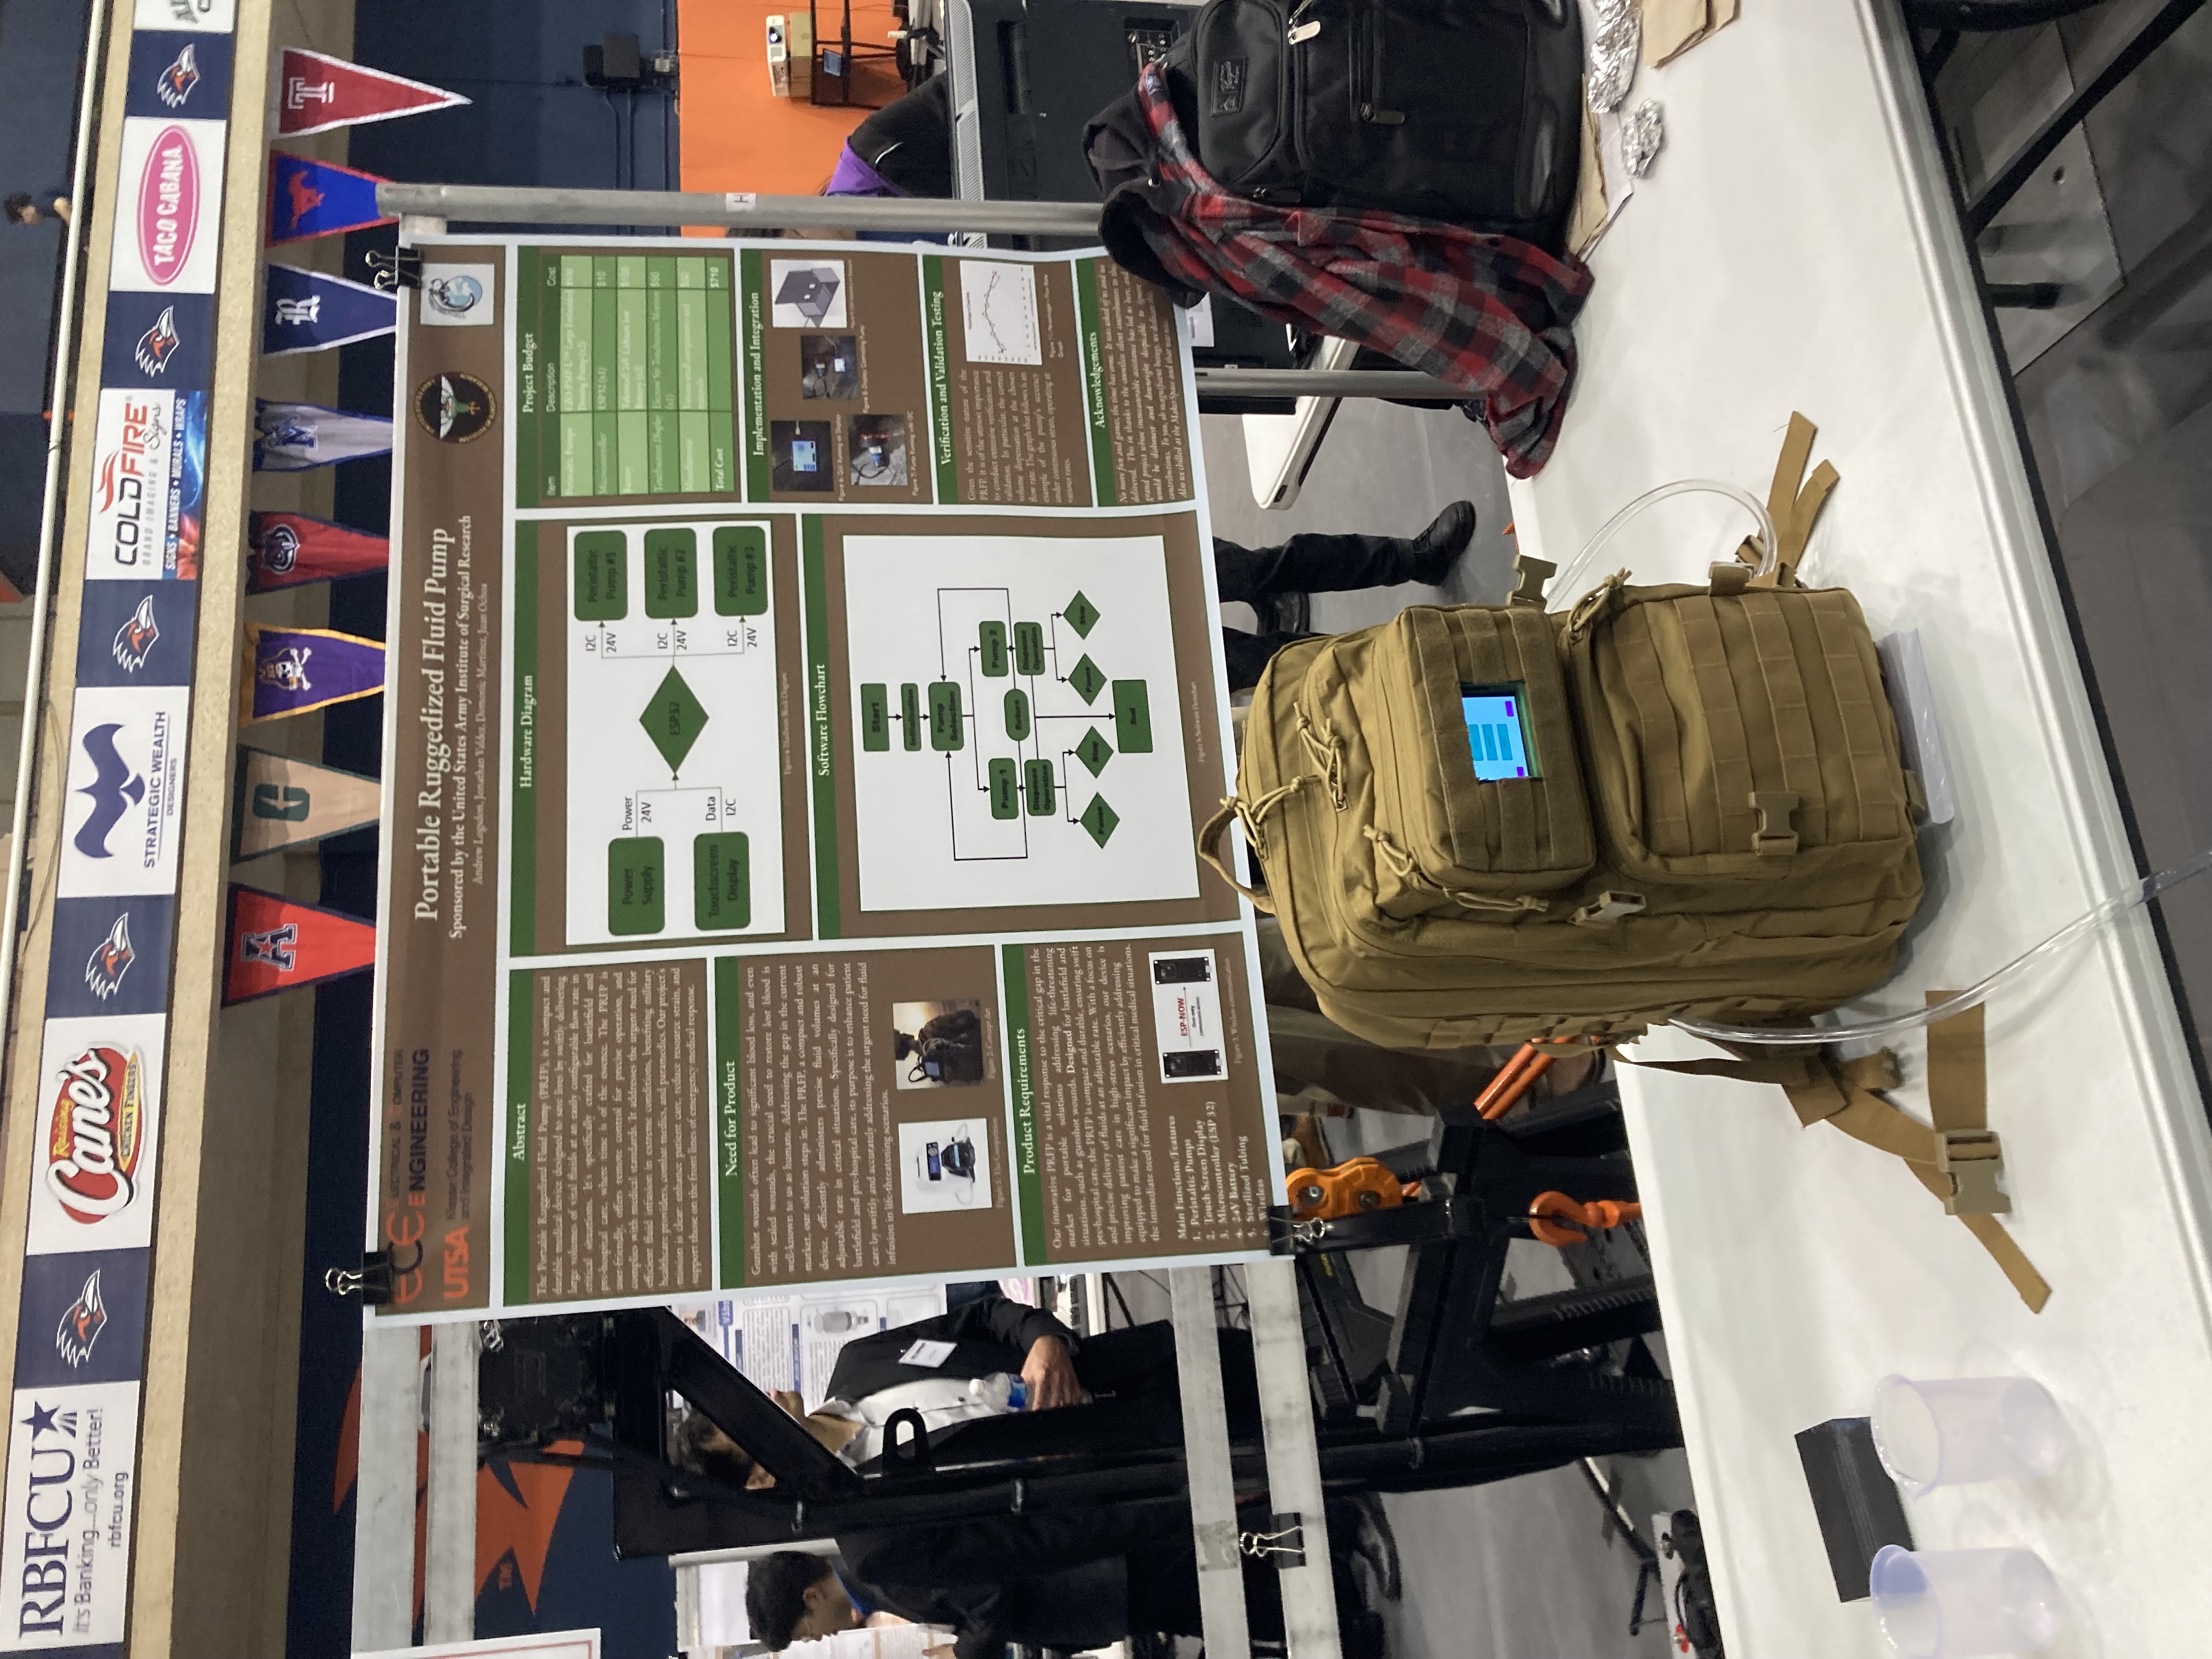 RBFCU
It's Banking...only Better!
rbfcu.org
Raising
Cane's
CHICKEN FINGERS
STRATEGIC WEALTH
DESIGNERS
COLDFIRE
BRAND IMAGING & Signs
SIGNS • BANNERS • MURALS • WRAPS
TACO CABANA
A
C
M
R
T
TM
ECE ELECTRICAL & COMPUTER
ENGINEERING
UTSA Klesse College of Engineering
and Integrated Design
Portable Ruggedized Fluid Pump
Sponsored by the United States Army Institute of Surgical Research
Andrew Logsdon, Jonathan Valdez, Domonic Martinez, Juan Ochoa
Abstract
The Portable Ruggedized Fluid Pump (PRFP), is a compact and
durable medical device designed to save lives by swiftly delivering
large volumes of vital fluids at an easily configurable flow rate in
critical situations. It's specifically crafted for battlefield and
pre-hospital care, where time is of the essence. The PRFP is
user-friendly, offers remote control for precise operation, and
complies with medical standards. It addresses the urgent need for
efficient fluid infusion in extreme conditions, benefiting military
healthcare providers, combat medics, and paramedics. Our project's
mission is clear: enhance patient care, reduce resource strain, and
support those on the front lines of emergency medical response.
Need for Product
Gunshot wounds often lead to significant blood loss, and even
with sealed wounds, the crucial need to restore lost blood is
well-known to us as humans. Addressing the gap in the current
market, our solution steps in. The PRFP, a compact and robust
device, efficiently administers precise fluid volumes at an
adjustable rate in critical situations. Specifically designed for
battlefield and pre-hospital care, its purpose is to enhance patient
care by swiftly and accurately addressing the urgent need for fluid
infusion in life-threatening scenarios.
Figure 1: The Competition
Figure 2: Concept Art
Product Requirements
Our innovative PRFP is a vital response to the critical gap in the
market for portable solutions addressing life-threatening
situations, such as gunshot wounds. Designed for battlefield and
pre-hospital care, the PRFP is compact and durable, ensuring swift
and precise delivery of fluids at an adjustable rate. With a focus on
improving patient care in high-stress scenarios, our device is
equipped to make a significant impact by efficiently addressing
the immediate need for fluid infusion in critical medical situations.
Main Functions/Features
1. Peristaltic Pumps
2. Touch Screen Display
3. Microcontroller (ESP 32)
4. 24V Battery
5. Sterilized Tubing
6. Wireless
ESP-NOW
One way
communication
Figure 3. Wireless communication
Hardware Diagram
Power
Supply
Power
24V
Touchscreen
Display
Data
I2C
ESP32
I2C
24V
Peristaltic
Pump #1
I2C
24V
Peristaltic
Pump #2
I2C
24V
Peristaltic
Pump #3
Figure 4: Hardware Block Diagram
Software Flowchart
Start
Initialization
Pump
Selection
Pump 1
Pump 2
Return
Dispense
Operation
Dispense
Operation
Pause
Stop
Pause
Stop
End
Figure 5: Software Flowchart
Project Budget
Item Description Cost
Peristaltic Pumps Large Embedded
Dosing Pump (x2) $500
Microcontroller ESP32 (x1) $10
Battery 24V Lithium Ion
Battery
Touchscreen Display Touchscreen Monitor
(x1) $50
Miscellaneous Various small components and
materials $50
Total Cost $710
Implementation and Integration
Figure 6: GUI Running on Display
Figure 7: Pump Running with I2C
Figure 8: Display Controlling Pump
Verification and Validation Testing
Given the sensitive nature of the
PRFP, it is of the utmost importance
to conduct extensive verification and
validation. In particular, the correct
volume dispensation at the chosen
flow rate. The graph that follows is an
example of the pump's accuracy
under continuous strain, operating at
various rates.
Graph
Acknowledgements
No more fun and games, the time has come. It was asked of us and we
delivered. This in thanks to the countless silent contributors to this
grand project whose immeasurable assistance has led us here, and
would be dishonest and downright despicable to ignore
contributions. To you, oh magnificent beings, we dedicate this
Also we chilled at the MakerSpace and that was nice.
H